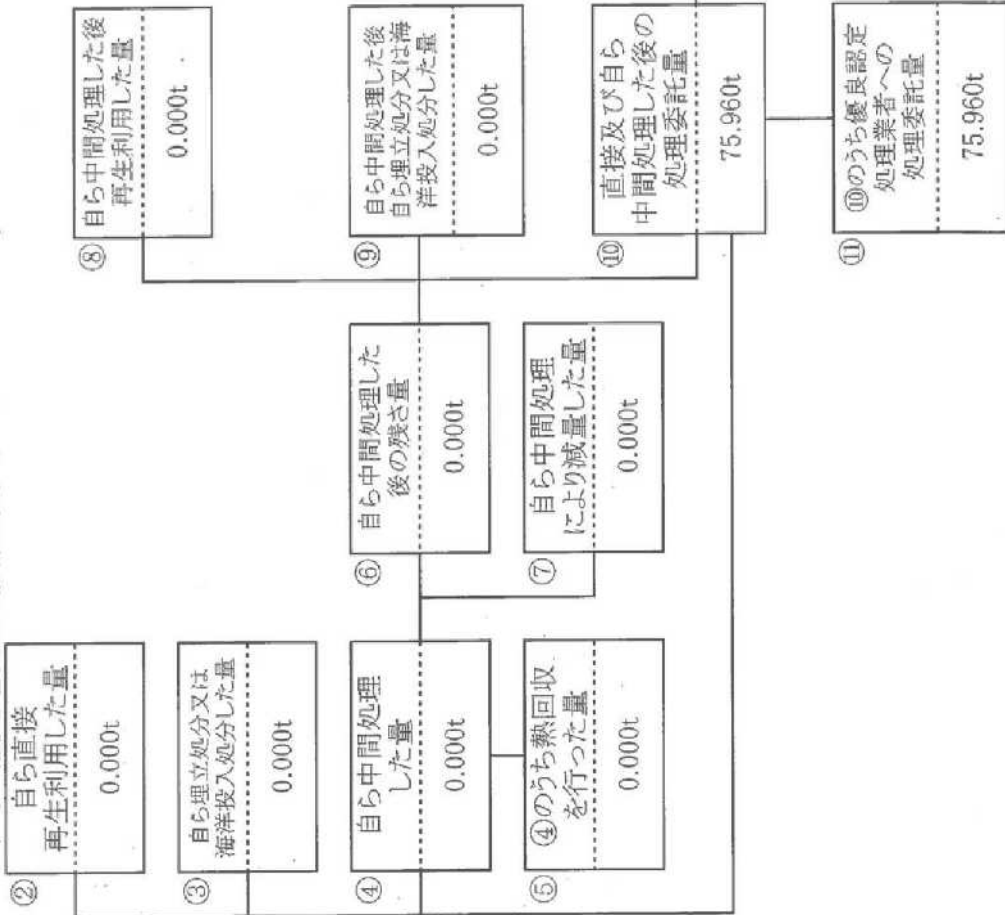 ②
自ら直接
再生利用した量
0.000t
③
自ら埋立処分又は
海洋投入処分した量
0.000t
④
自ら中間処理
した量
0.000t
⑤
④のうち熱回収
を行った量
0.000t
⑥
自ら中間処理した
後の残さ量
0.000t
⑦
自ら中間処理
により減量した量
0.000t
⑧
自ら中間処理した後
再生利用した量
0.000t
⑨
自ら中間処理した後
自ら埋立処分又は海
洋投入処分した量
0.000t
⑩
直接及び自ら
中間処理した後の
処理委託量
75.960t
⑪
⑩のうち優良認定
処理業者への
処理委託量
75.960t